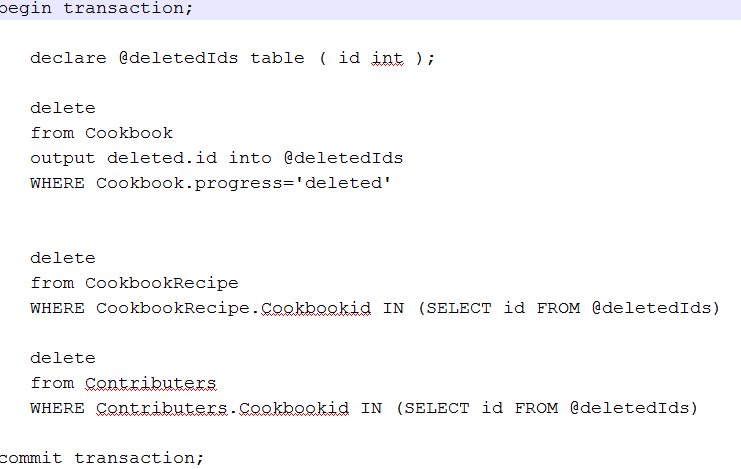 begin transaction;
declare @deletedIds table ( id int );
delete
from Cookbook
output deleted.id into @deletedIds
WHERE Cookbook.progress='deleted'
delete
from CookbookRecipe
WHERE CookbookRecipe.Cookbookid IN (SELECT id FROM @deletedIds)
delete
from Contributers
WHERE Contributers.Cookbookid IN (SELECT id FROM @deletedIds)
commit transaction;